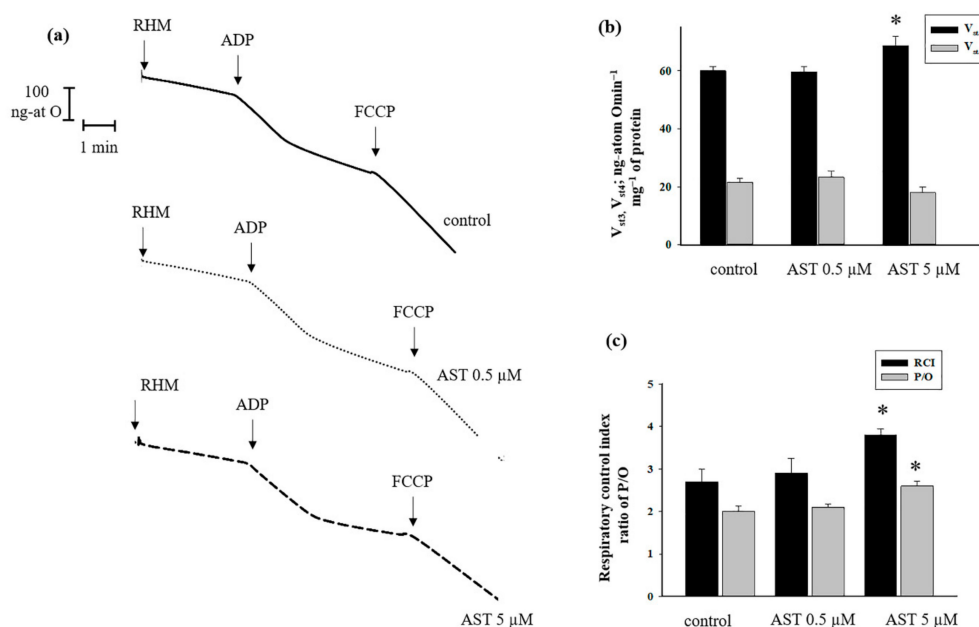 (a)
RHM
ADP
FCCP
100
ng-at O
1 min
control
RHM
ADP
FCCP
AST 0.5 µM
RHM
ADP
FCCP
AST 5 µM
(b)
V
V
V_st3, V_st4; ng-atom Omin⁻¹
mg⁻¹ of protein
60
40
20
0
*
control
AST 0.5 µM
AST 5 µM
(c)
RCI
P/O
Respiratory control index
ratio of P/O
5
4
3
2
1
0
*
*
control
AST 0.5 µM
AST 5 µM